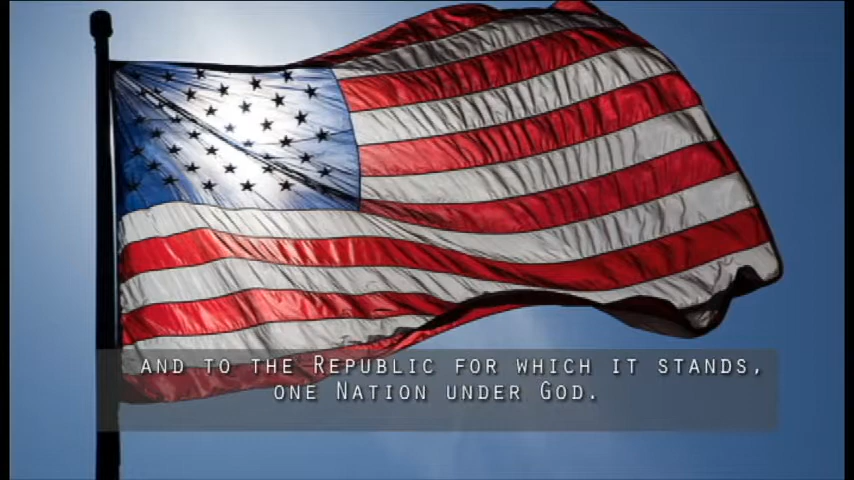 and to the Republic for which it stands,
one Nation under God.